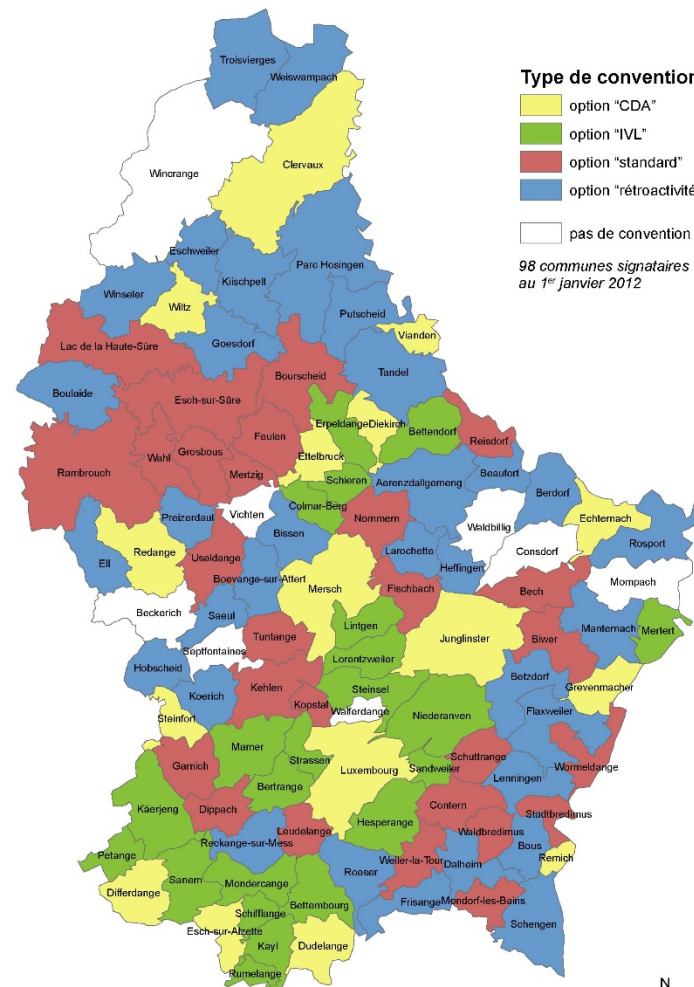 Troisvierges
Weiswampach
Type de convention
option "CDA"
option "IVL"
option "standard"
option "rétroactivité
pas de convention
98 communes signataires
au 1er janvier 2012
Clervaux
Wincrange
Eschweiler
Parc Hosingen
Kiischpelt
Winseler
Wiltz
Putscheid
Goesdorf
Vianden
Lac de la Haute-Sûre
Tandel
Bourscheid
Boulaide
Esch-sur-Sûre
Erpeldange
Diekirch
Bettendorf
Reisdorf
Feulen
Ettelbruck
Wahl
Grosbous
Rambrouch
Mertzig
Schieren
Aerenzdallgemeng
Beaufort
Berdorf
Colmar-Berg
Vichten
Preizerdaul
Nommern
Waldbillig
Echternach
Bissen
Rosport
Redange
Larochette
Consdorf
Ell
Useldange
Heffingen
Mompach
Boevange-sur-Attert
Mersch
Fischbach
Bech
Beckerich
Saeul
Lintgen
Manternach
Mertert
Tuntange
Junglinster
Biwer
Septfontaines
Lorentzweiler
Hobscheid
Betzdorf
Kehlen
Steinsel
Grevenmacher
Koerich
Kopstal
Walferdange
Niederanven
Flaxweiler
Steinfort
Mamer
Strassen
Schuttrange
Wormeldange
Garnich
Luxembourg
Sandweiler
Lenningen
Bertrange
Käerjeng
Dippach
Contern
Stadtbredimus
Hesperange
Leudelange
Waldbredimus
Reckange-sur-Mess
Bous
Petange
Roeser
Weiler-la-Tour
Dalheim
Remich
Sanem
Mondercange
Differdange
Bettembourg
Frisange
Mondorf-les-Bains
Schifflange
Schengen
Esch-sur-Alzette
Kayl
Dudelange
Rumelange
N